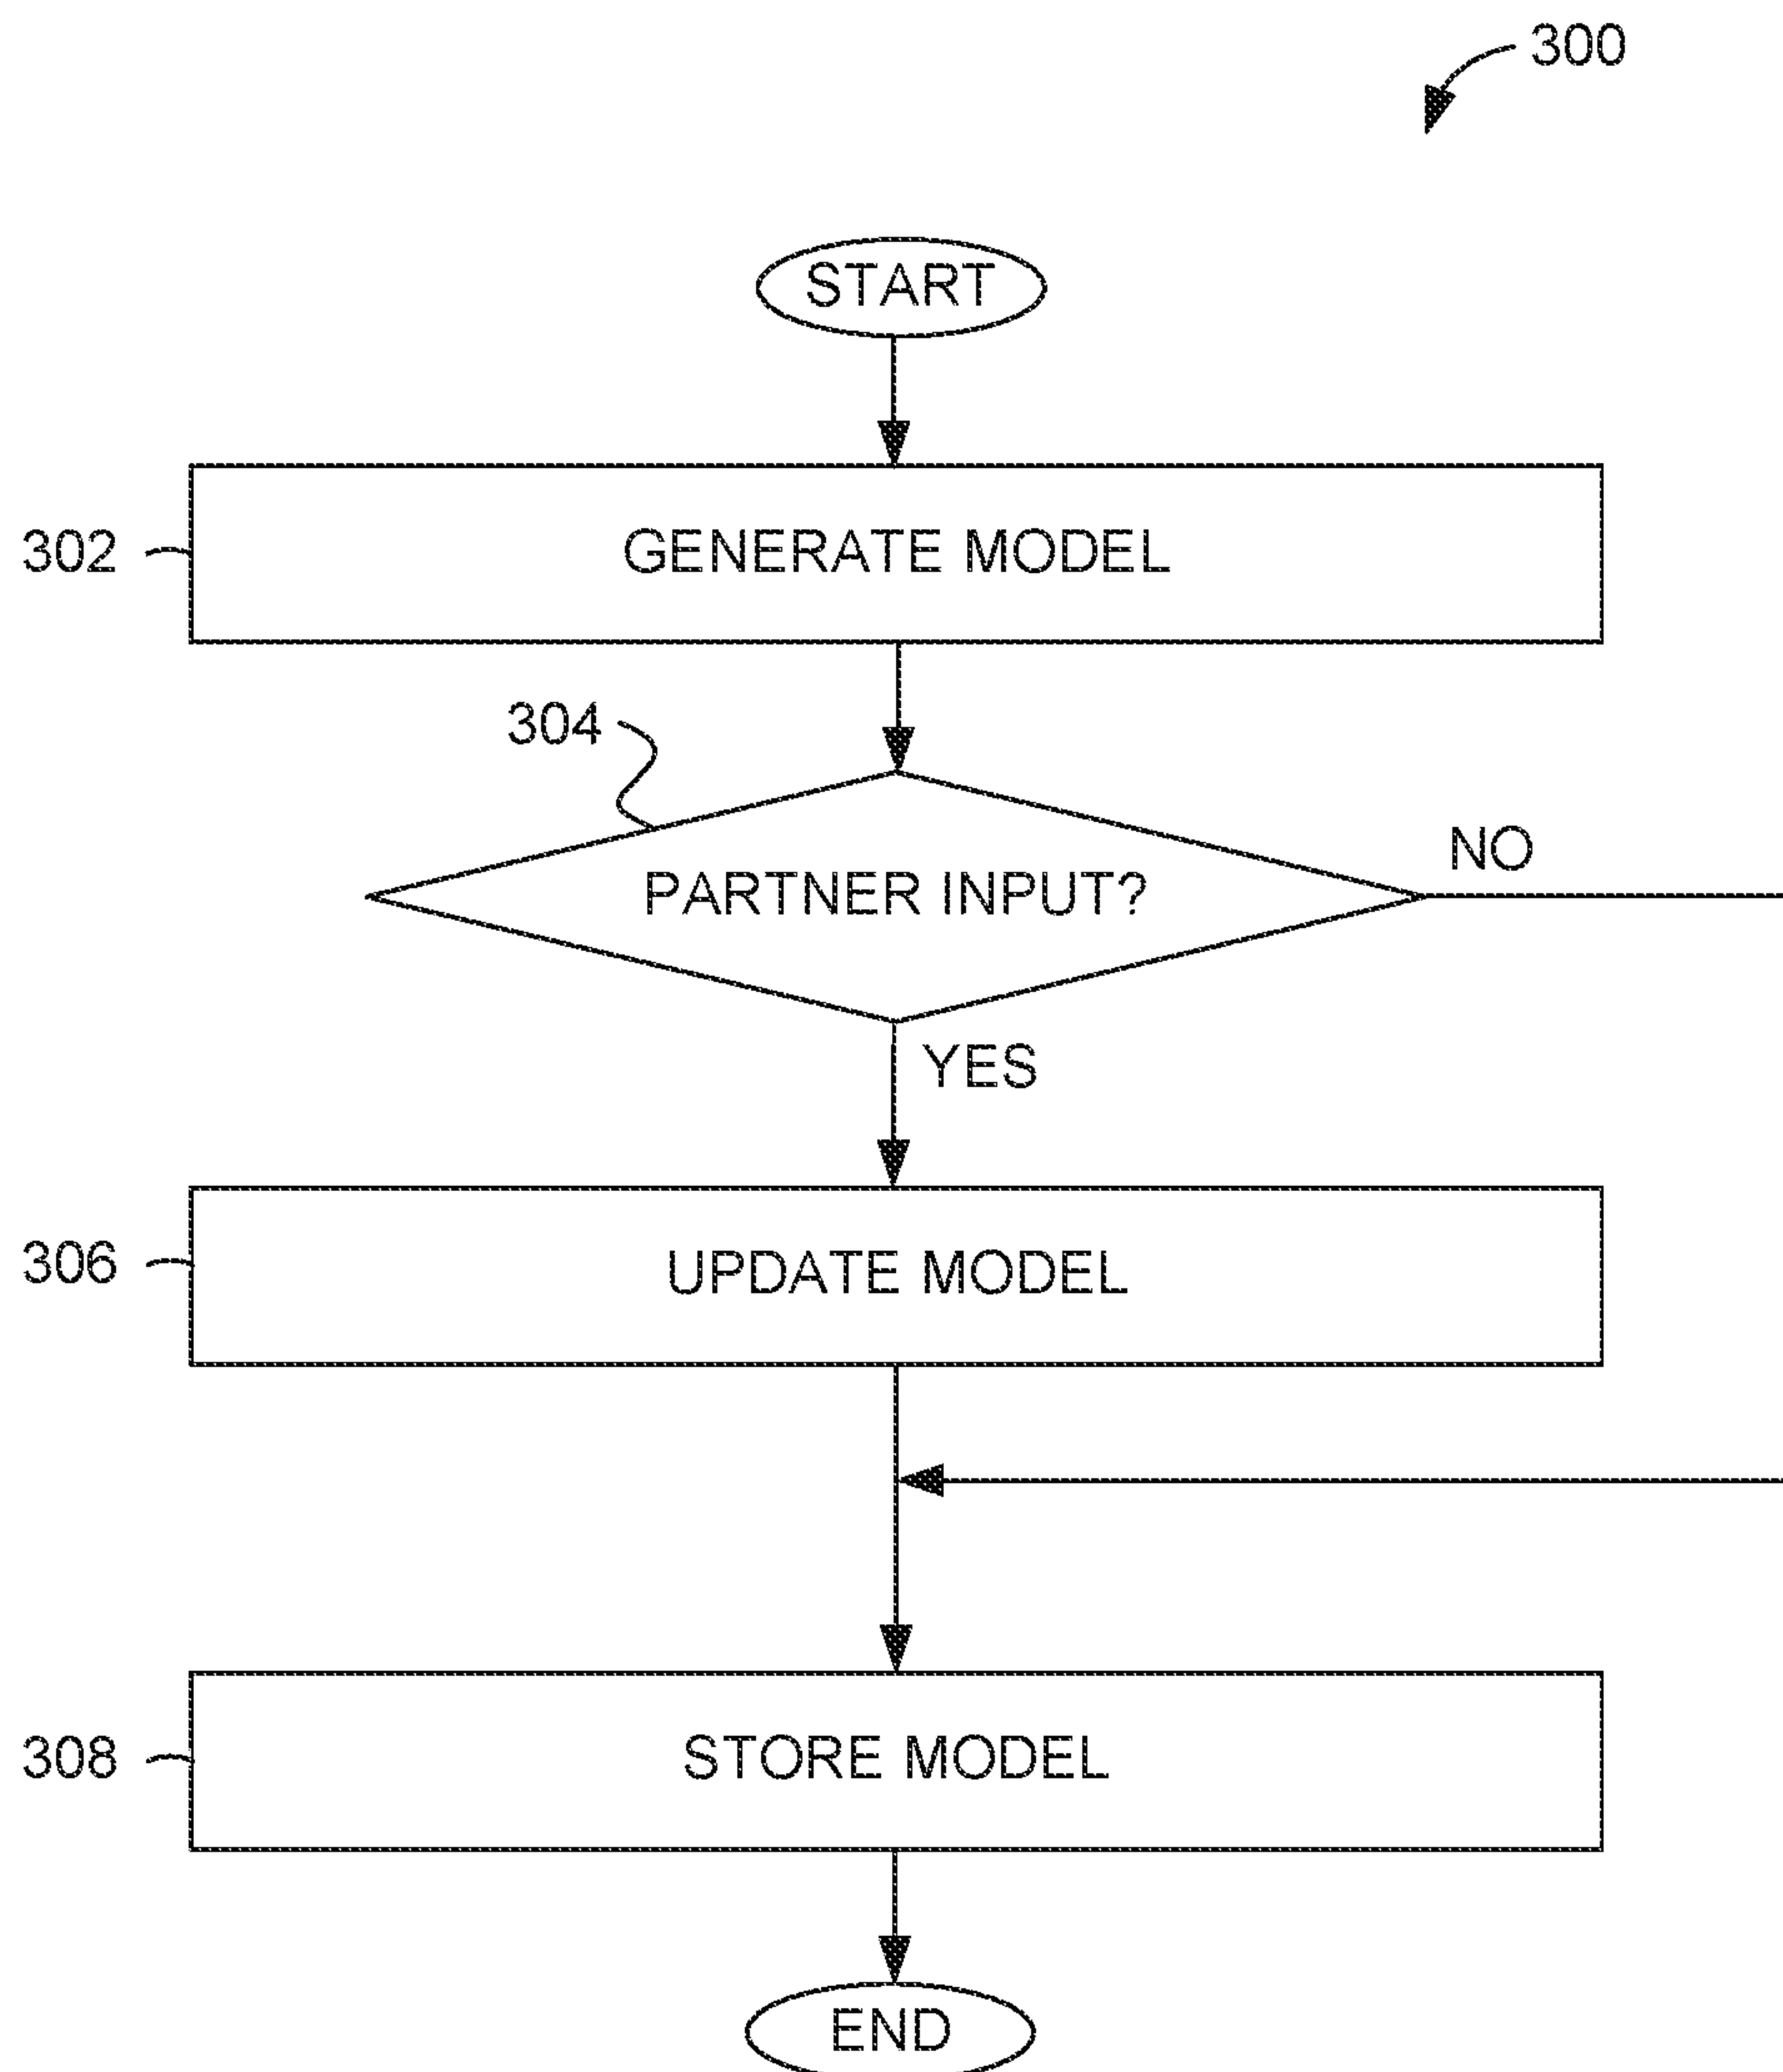 300
START
302
GENERATE MODEL
304
PARTNER INPUT?
NO
YES
306
UPDATE MODEL
308
STORE MODEL
END